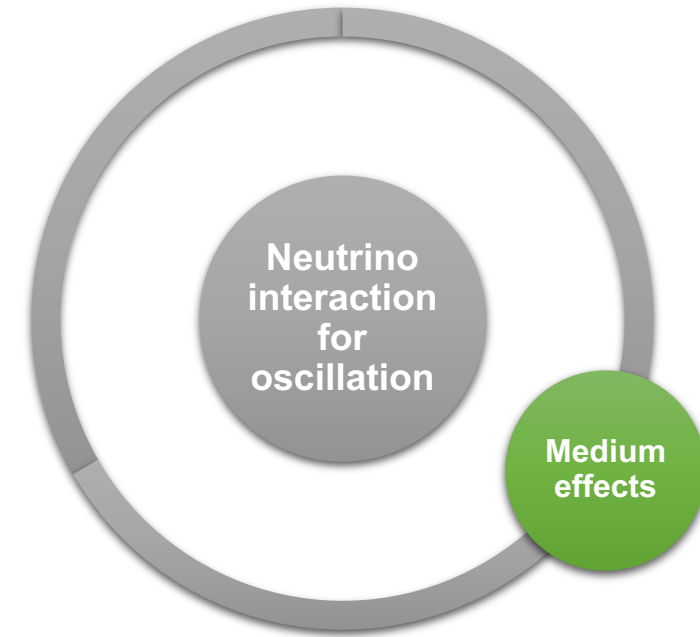 Neutrino
interaction
for
oscillation
Medium
effects